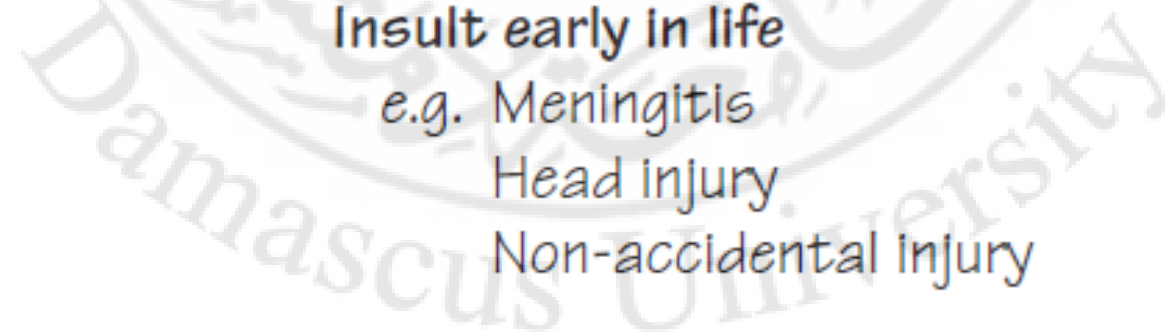 Insult early in life
e.g. Meningitis
Head injury
Non-accidental injury
Damascus University